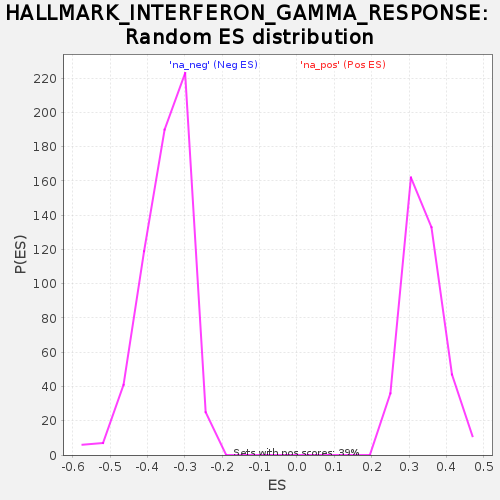 HALLMARK_INTERFERON_GAMMA_RESPONSE:
Random ES distribution
'na_neg' (Neg ES) 'na_pos' (Pos ES)
220
200
180
160
140
120
100
80
60
40
20
0
P(ES)
Sets with pos scores: 39%
-0.6 -0.5 -0.4 -0.3 -0.2 -0.1 0.0 0.1 0.2 0.3 0.4 0.5
ES